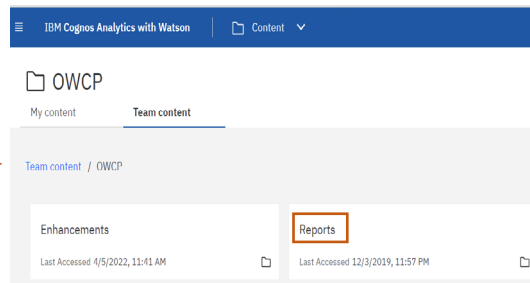 IBM Cognos Analytics with Watson Content
OWCP
My content Team content
Team content / OWCP
Enhancements Reports
Last Accessed 4/5/2022, 11:41 AM Last Accessed 12/3/2019, 11:57 PM